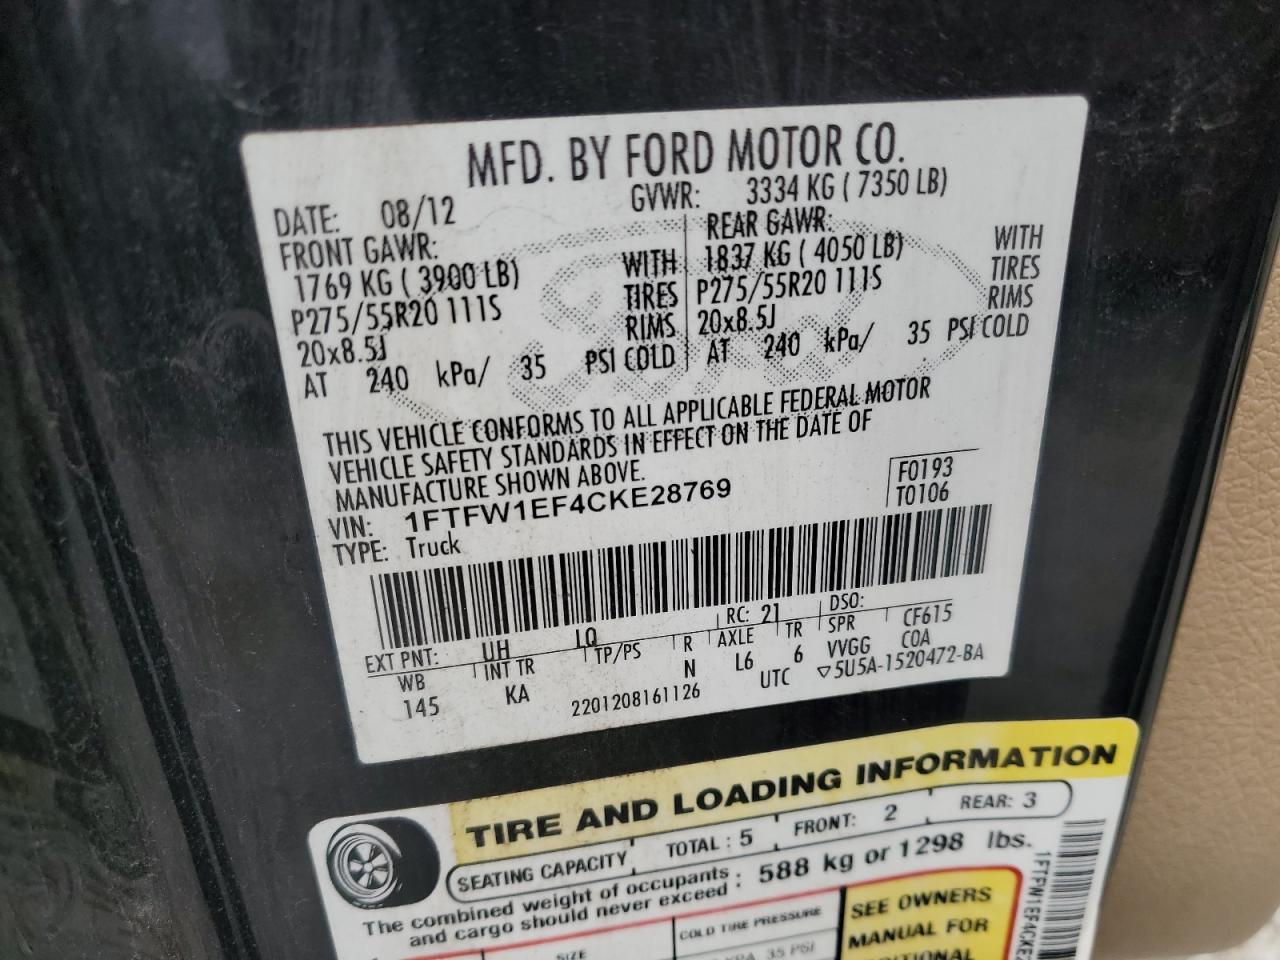 MFD. BY FORD MOTOR CO.
DATE: 08/12 GVWR: 3334 KG ( 7350 LB)
FRONT GAWR: REAR GAWR:
1769 KG ( 3900 LB) WITH 1837 KG ( 4050 LB) WITH
P275/55R20 111S TIRES P275/55R20 111S TIRES
20x8.5J RIMS 20x8.5J RIMS
AT 240 kPa/ 35 PSI COLD AT 240 kPa/ 35 PSI COLD
THIS VEHICLE CONFORMS TO ALL APPLICABLE FEDERAL MOTOR
VEHICLE SAFETY STANDARDS IN EFFECT ON THE DATE OF
MANUFACTURE SHOWN ABOVE.
VIN: 1FTFW1EF4CKE28769 F0193
TYPE: Truck T0106
EXT PNT: UH LQ RC: 21 DSO:
WB INT TR TP/PS R AXLE TR SPR CF615
145 KA N L6 6 VVGG COA
2201208161126 UTC ▽5U5A-1520472-BA
TIRE AND LOADING INFORMATION
SEATING CAPACITY TOTAL : 5 FRONT: 2 REAR: 3
The combined weight of occupants
and cargo should never exceed : 588 kg or 1298 lbs.
SIZE COLD TIRE PRESSURE SEE OWNERS
35 PSI MANUAL FOR